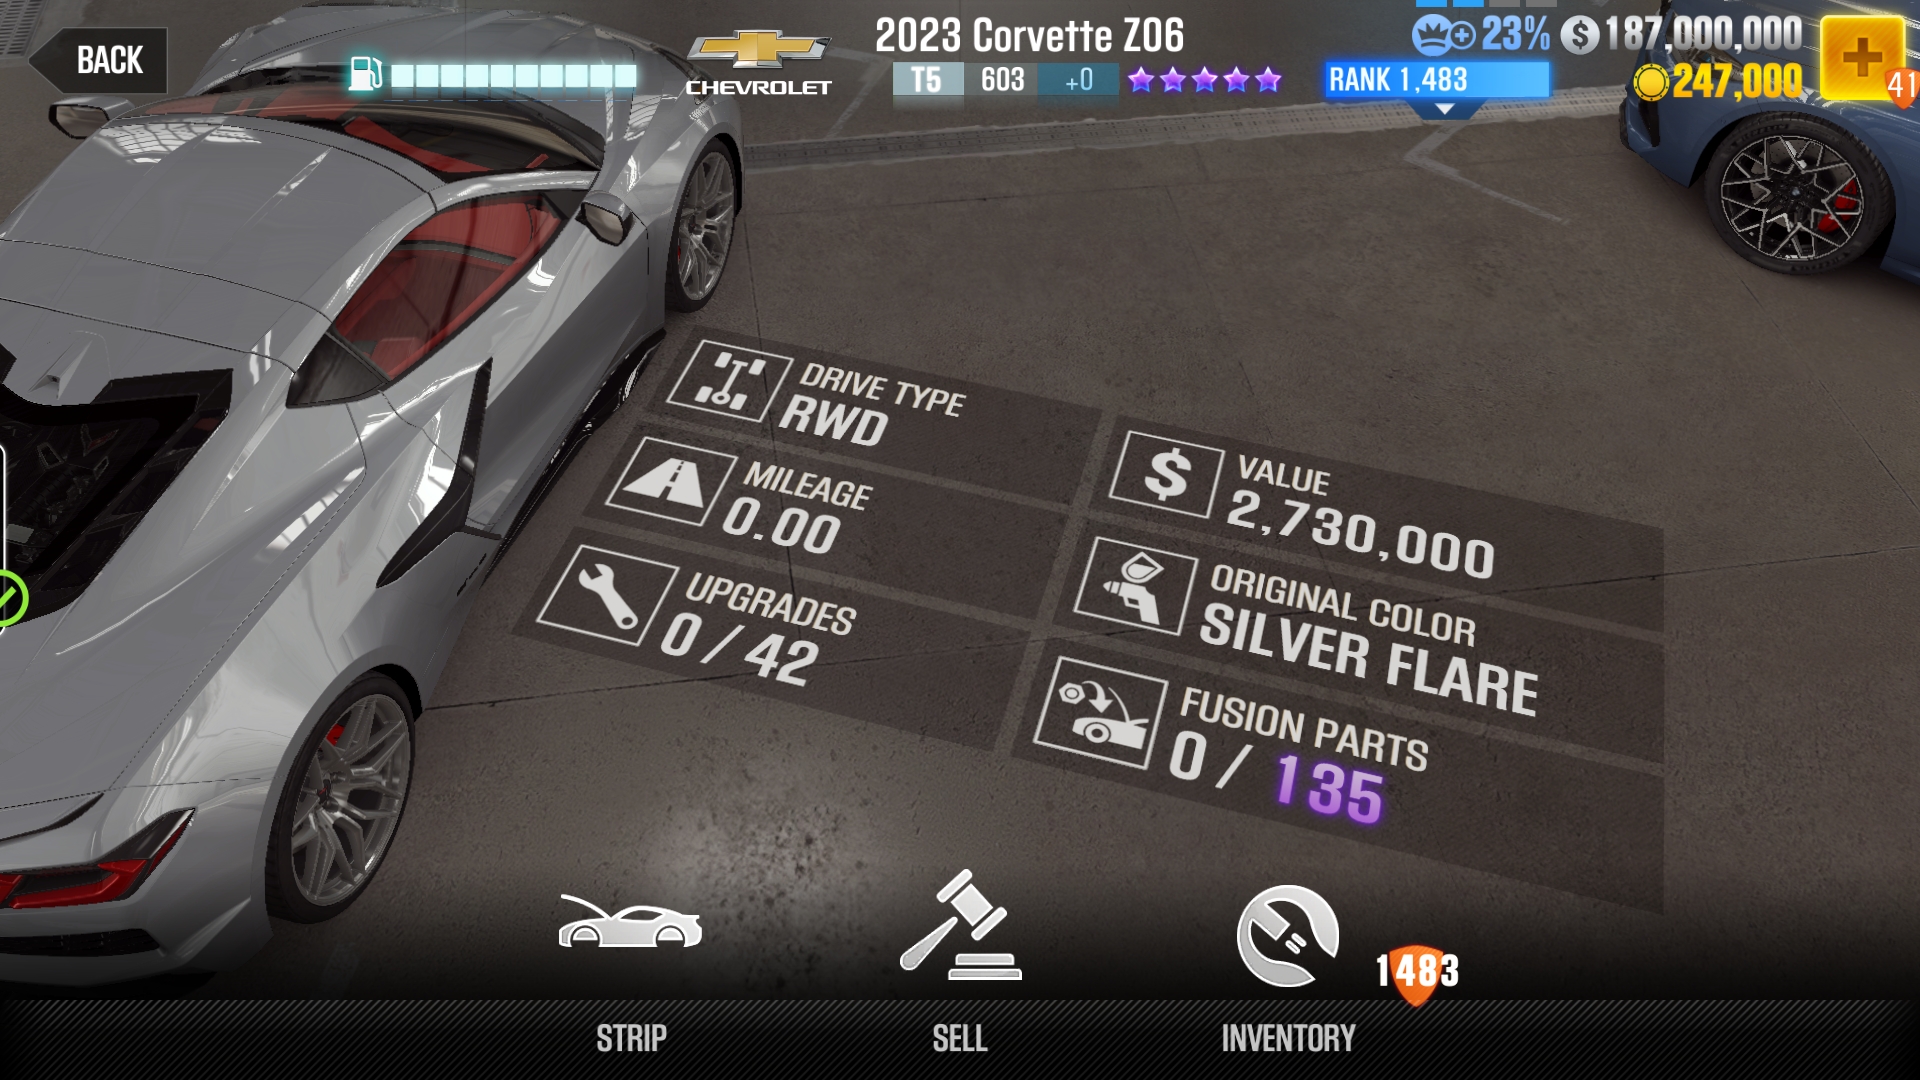 BACK
CHEVROLET
2023 Corvette Z06
T5 603 +0
23%
187,000,000
RANK 1,483
247,000
41
DRIVE TYPE
RWD
MILEAGE
0.00
UPGRADES
0 / 42
VALUE
2,730,000
ORIGINAL COLOR
SILVER FLARE
FUSION PARTS
0 / 135
1483
STRIP
SELL
INVENTORY